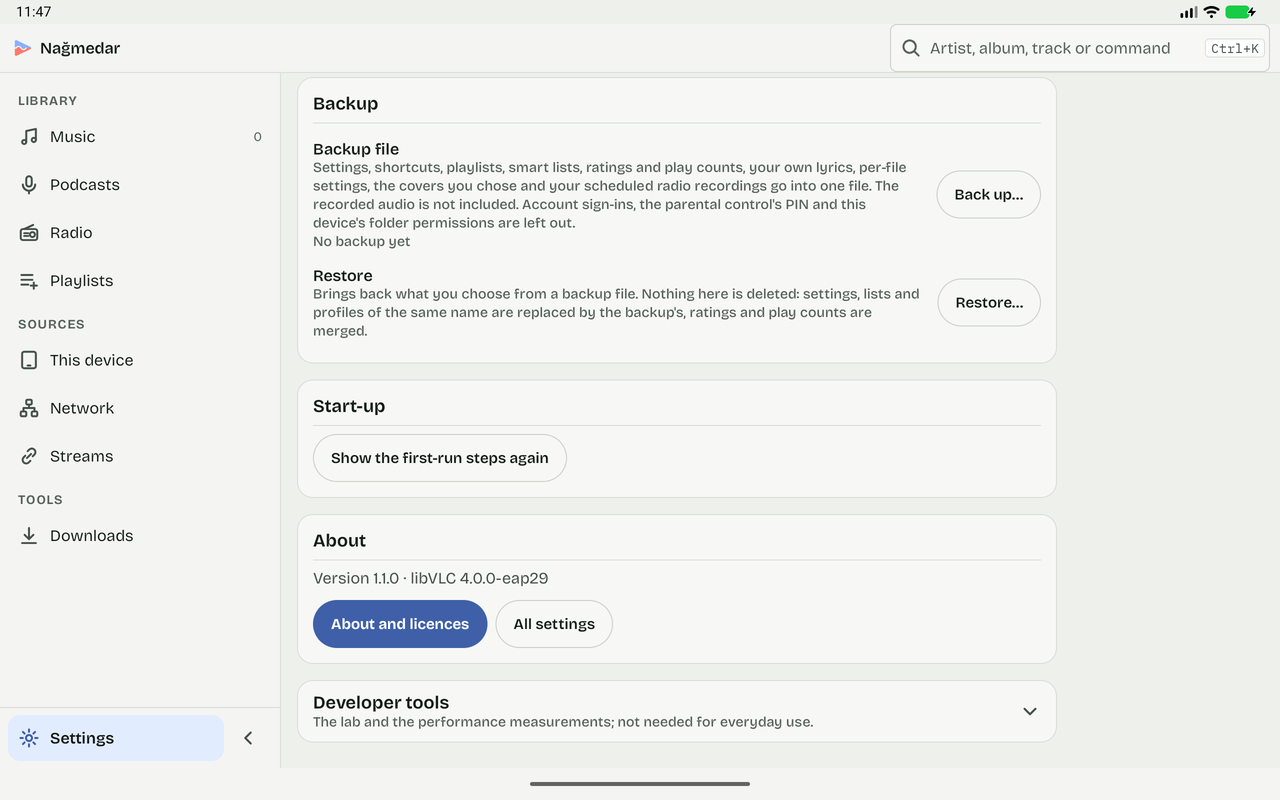 11:47
Nağmedar
Artist, album, track or command
Ctrl+K
LIBRARY
Music
0
Podcasts
Radio
Playlists
SOURCES
This device
Network
Streams
TOOLS
Downloads
Settings
Backup
Backup file
Settings, shortcuts, playlists, smart lists, ratings and play counts, your own lyrics, per-file
settings, the covers you chose and your scheduled radio recordings go into one file. The
recorded audio is not included. Account sign-ins, the parental control's PIN and this
device's folder permissions are left out.
No backup yet
Back up...
Restore
Brings back what you choose from a backup file. Nothing here is deleted: settings, lists and
profiles of the same name are replaced by the backup's, ratings and play counts are
merged.
Restore...
Start-up
Show the first-run steps again
About
Version 1.1.0 · libVLC 4.0.0-eap29
About and licences
All settings
Developer tools
The lab and the performance measurements; not needed for everyday use.